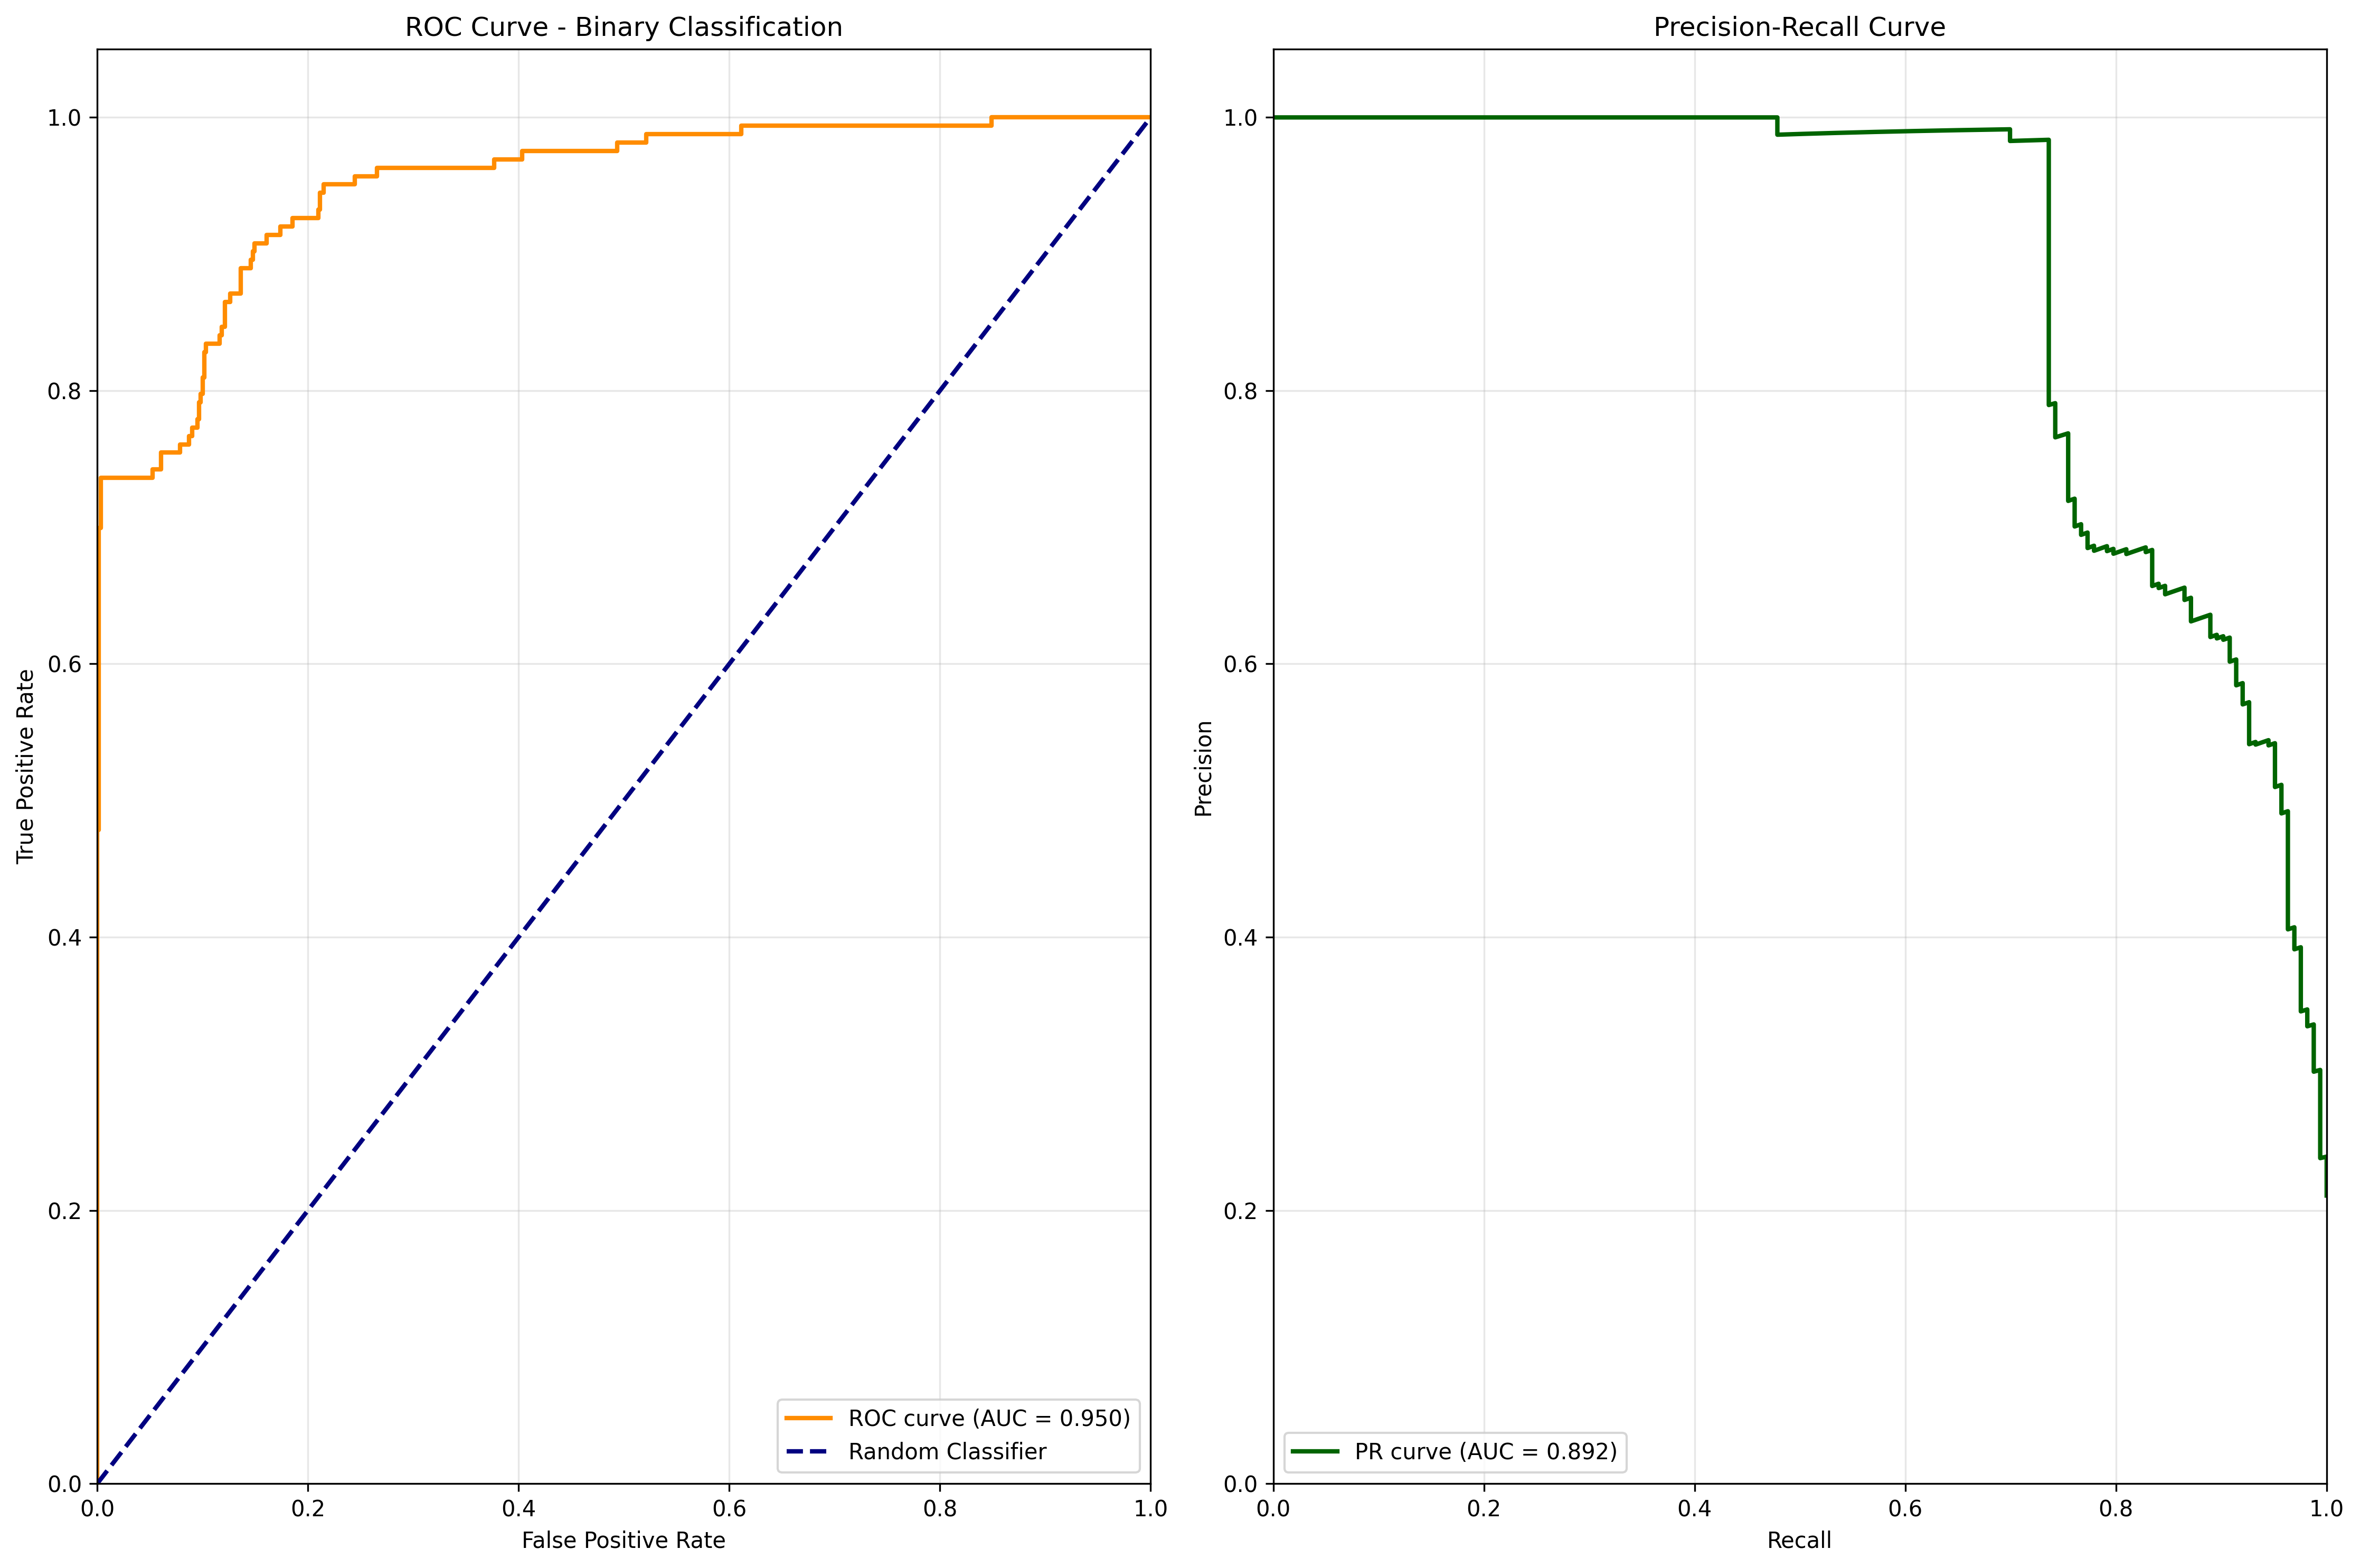 ROC Curve - Binary Classification
1.0
0.8
0.6
0.4
0.2
0.0
True Positive Rate
0.0 0.2 0.4 0.6 0.8 1.0
False Positive Rate
ROC curve (AUC = 0.950)
Random Classifier
Precision-Recall Curve
1.0
0.8
0.6
0.4
0.2
0.0
Precision
0.0 0.2 0.4 0.6 0.8 1.0
Recall
PR curve (AUC = 0.892)